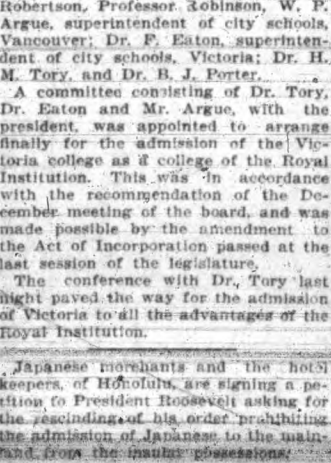 Robertson, Professor Robinson, W. P.
Argue, superintendent of city schools,
Vancouver; Dr. F. Eaton, superinten-
dent of city schools, Victoria; Dr. H.
M. Tory, and Dr. B. J. Porter.
A committee consisting of Dr. Tory,
Dr. Eaton and Mr. Argue, with the
president, was appointed to arrange
finally for the admission of the Vic-
toria college as a college of the Royal
Institution. This was in accordance
with the recommendation of the De-
cember meeting of the board, and was
made possible by the amendment to
the Act of Incorporation passed at the
last session of the legislature.
The conference with Dr. Tory last
night paved the way for the admission
of Victoria to all the advantages of the
Royal Institution.
Japanese merchants and the hotel
keepers, of Honolulu, are signing a pe-
tition to President Roosevelt asking for
the rescinding of his order prohibiting
the admission of Japanese to the main-
land from the insular possessions.